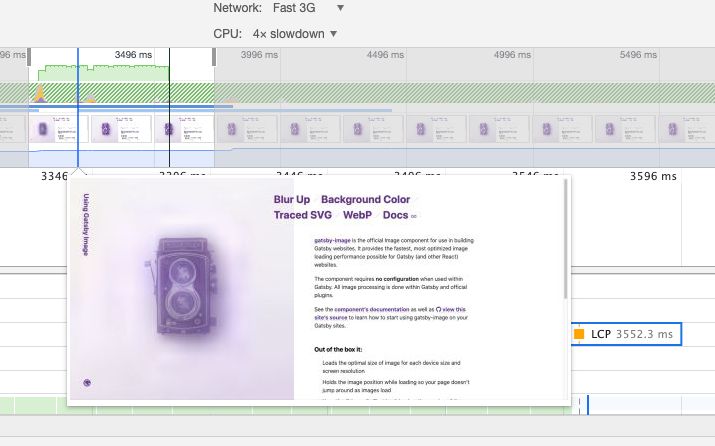 Network: Fast 3G ▼
CPU: 4× slowdown ▼
96 ms 3496 ms 3996 ms 4496 ms 4996 ms 5496 ms
3346 3396 ms 3446 ms 3496 ms 3546 ms 3596 ms
Using Gatsby Image
Blur Up Background Color
Traced SVG WebP Docs
gatsby-image is the official Image component for use in building
Gatsby websites. It provides the fastest, most optimized image
loading performance possible for Gatsby (and other React)
websites.
The component requires no configuration when used within
Gatsby. All image processing is done within Gatsby and official
plugins.
See the component's documentation as well as view this
site's source to learn how to start using gatsby-image on your
Gatsby sites.
Out of the box it:
Loads the optimal size of image for each device size and
screen resolution
Holds the image position while loading so your page doesn't
jump around as images load
LCP 3552.3 ms